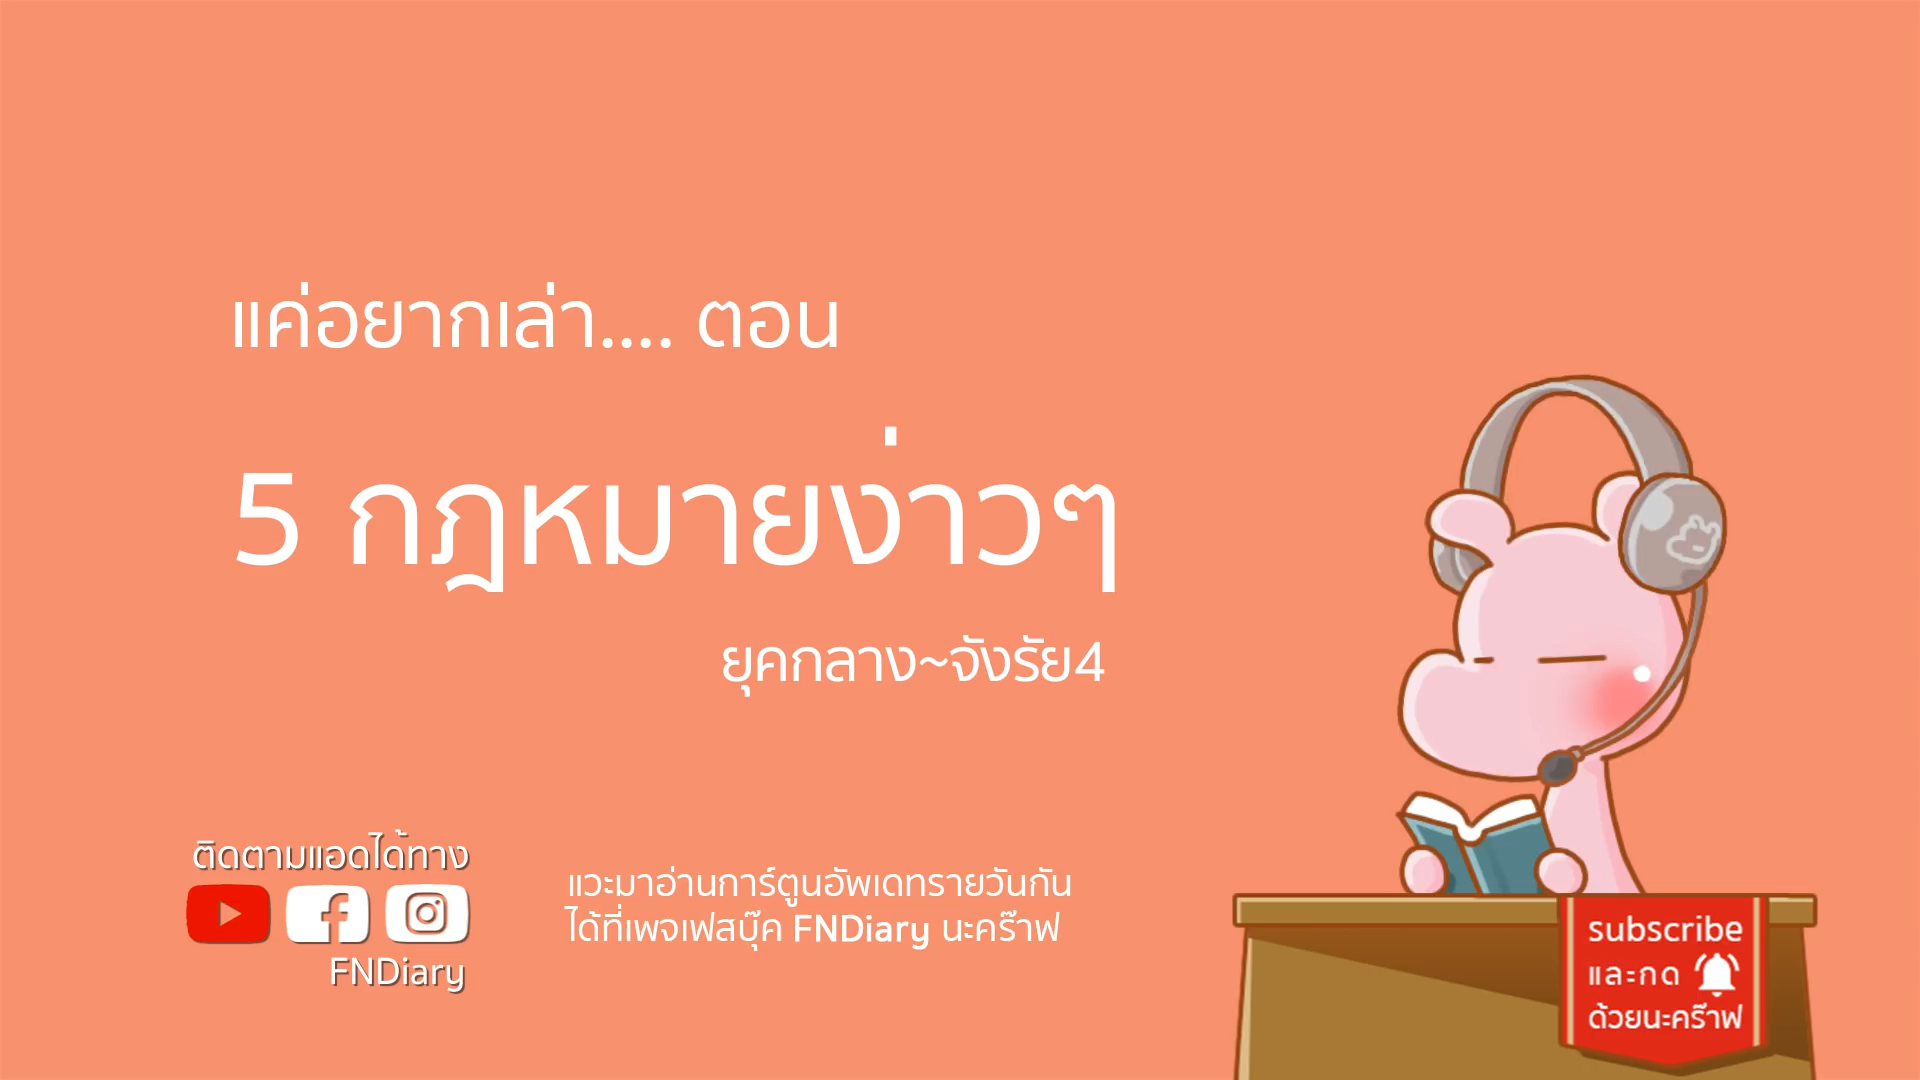 แค่อยากเล่า.... ตอน
5 กฎหมายง่าวๆ
ยุคกลาง~จังรัย4
ติดตามแอดได้ทาง
FNDiary
แวะมาอ่านการ์ตูนอัพเดทรายวันกัน
ได้ที่เพจเฟสบุ๊ค FNDiary นะคร๊าฟ
subscribe
และกด
ด้วยนะคร๊าฟ